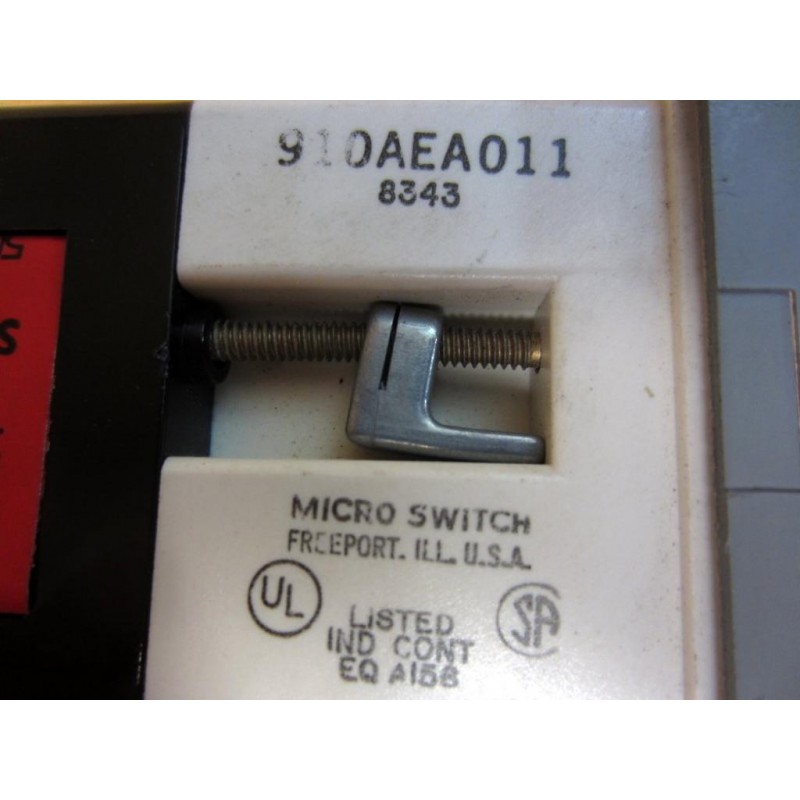 910AEA011
8343
S
MICRO SWITCH
FREEPORT. ILL. U.S.A.
UL
LISTED
IND CONT
EQ A156
SA